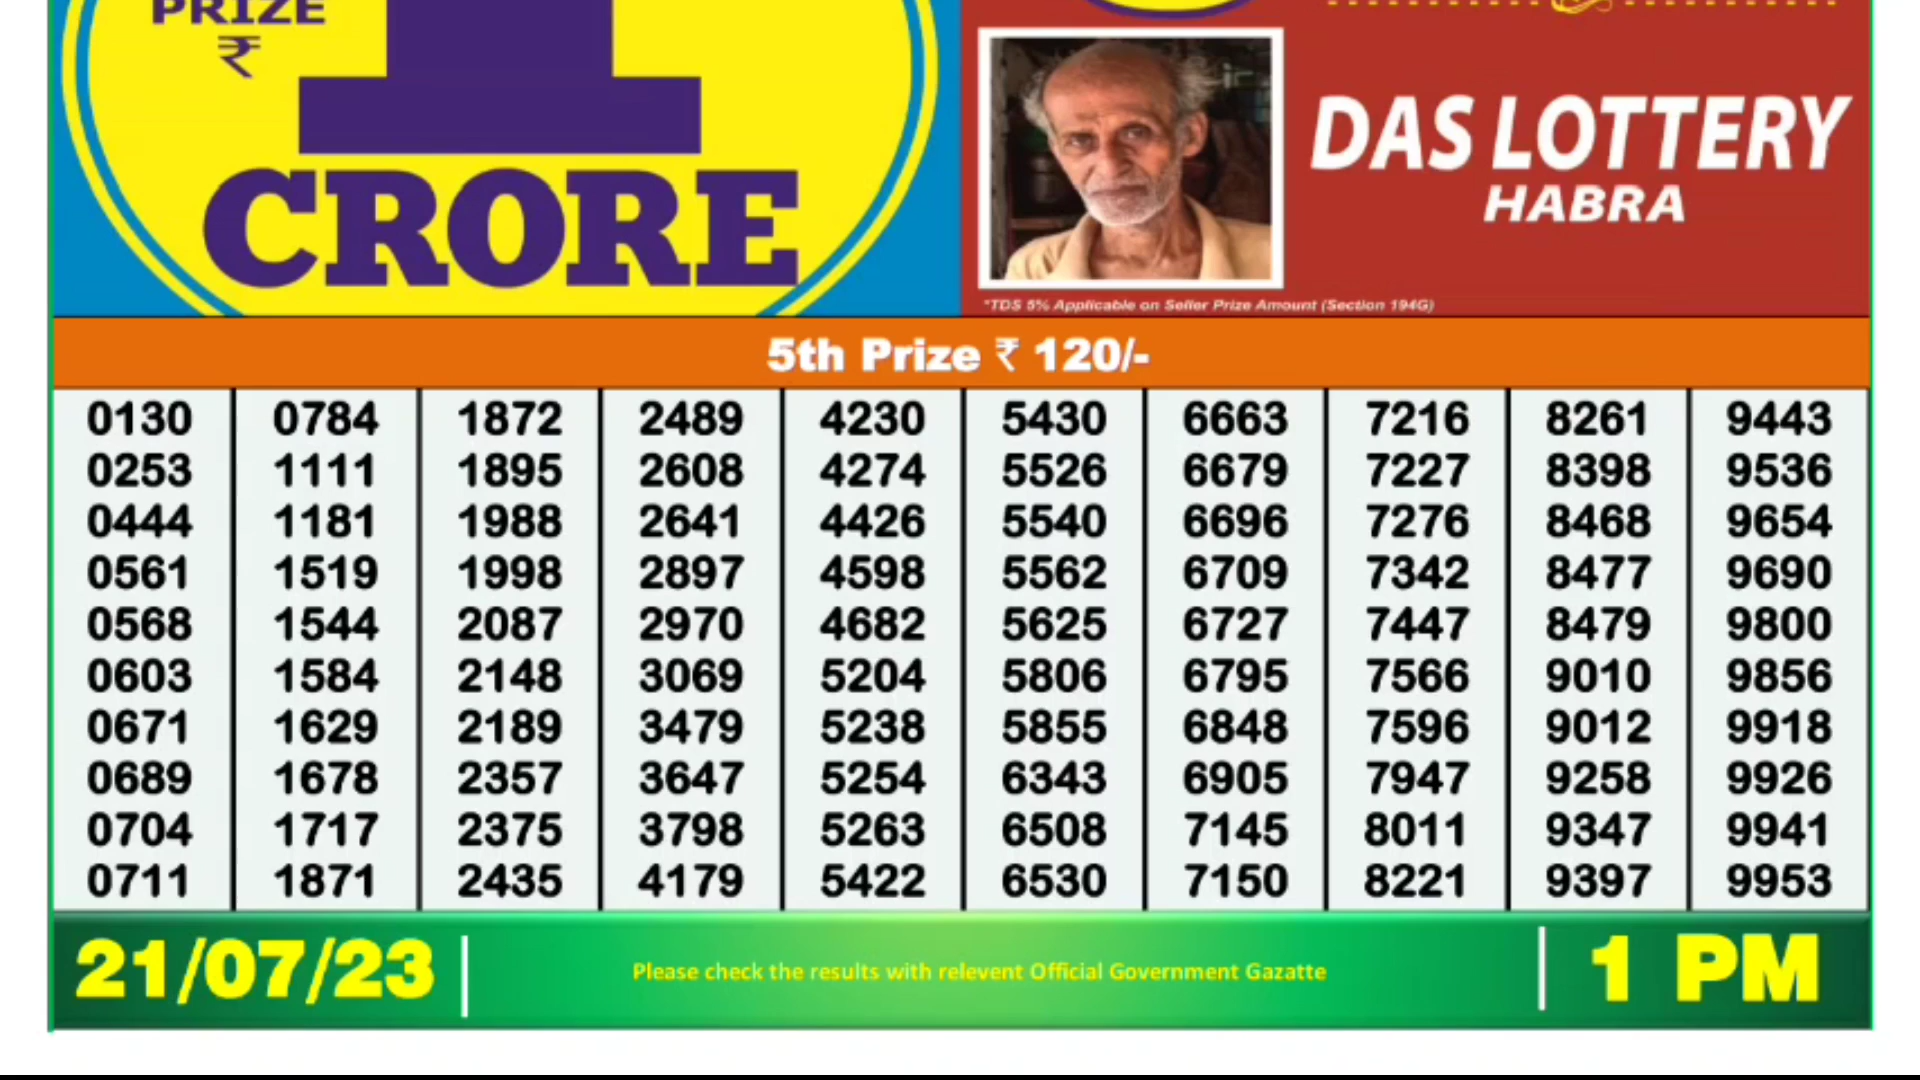 PRIZE
₹
1
CRORE
DAS LOTTERY
HABRA
*TDS 5% Applicable on Seller Prize Amount (Section 194G)
5th Prize ₹ 120/-
0130 0784 1872 2489 4230 5430 6663 7216 8261 9443
0253 1111 1895 2608 4274 5526 6679 7227 8398 9536
0444 1181 1988 2641 4426 5540 6696 7276 8468 9654
0561 1519 1998 2897 4598 5562 6709 7342 8477 9690
0568 1544 2087 2970 4682 5625 6727 7447 8479 9800
0603 1584 2148 3069 5204 5806 6795 7566 9010 9856
0671 1629 2189 3479 5238 5855 6848 7596 9012 9918
0689 1678 2357 3647 5254 6343 6905 7947 9258 9926
0704 1717 2375 3798 5263 6508 7145 8011 9347 9941
0711 1871 2435 4179 5422 6530 7150 8221 9397 9953
21/07/23
Please check the results with relevent Official Government Gazatte
1 PM